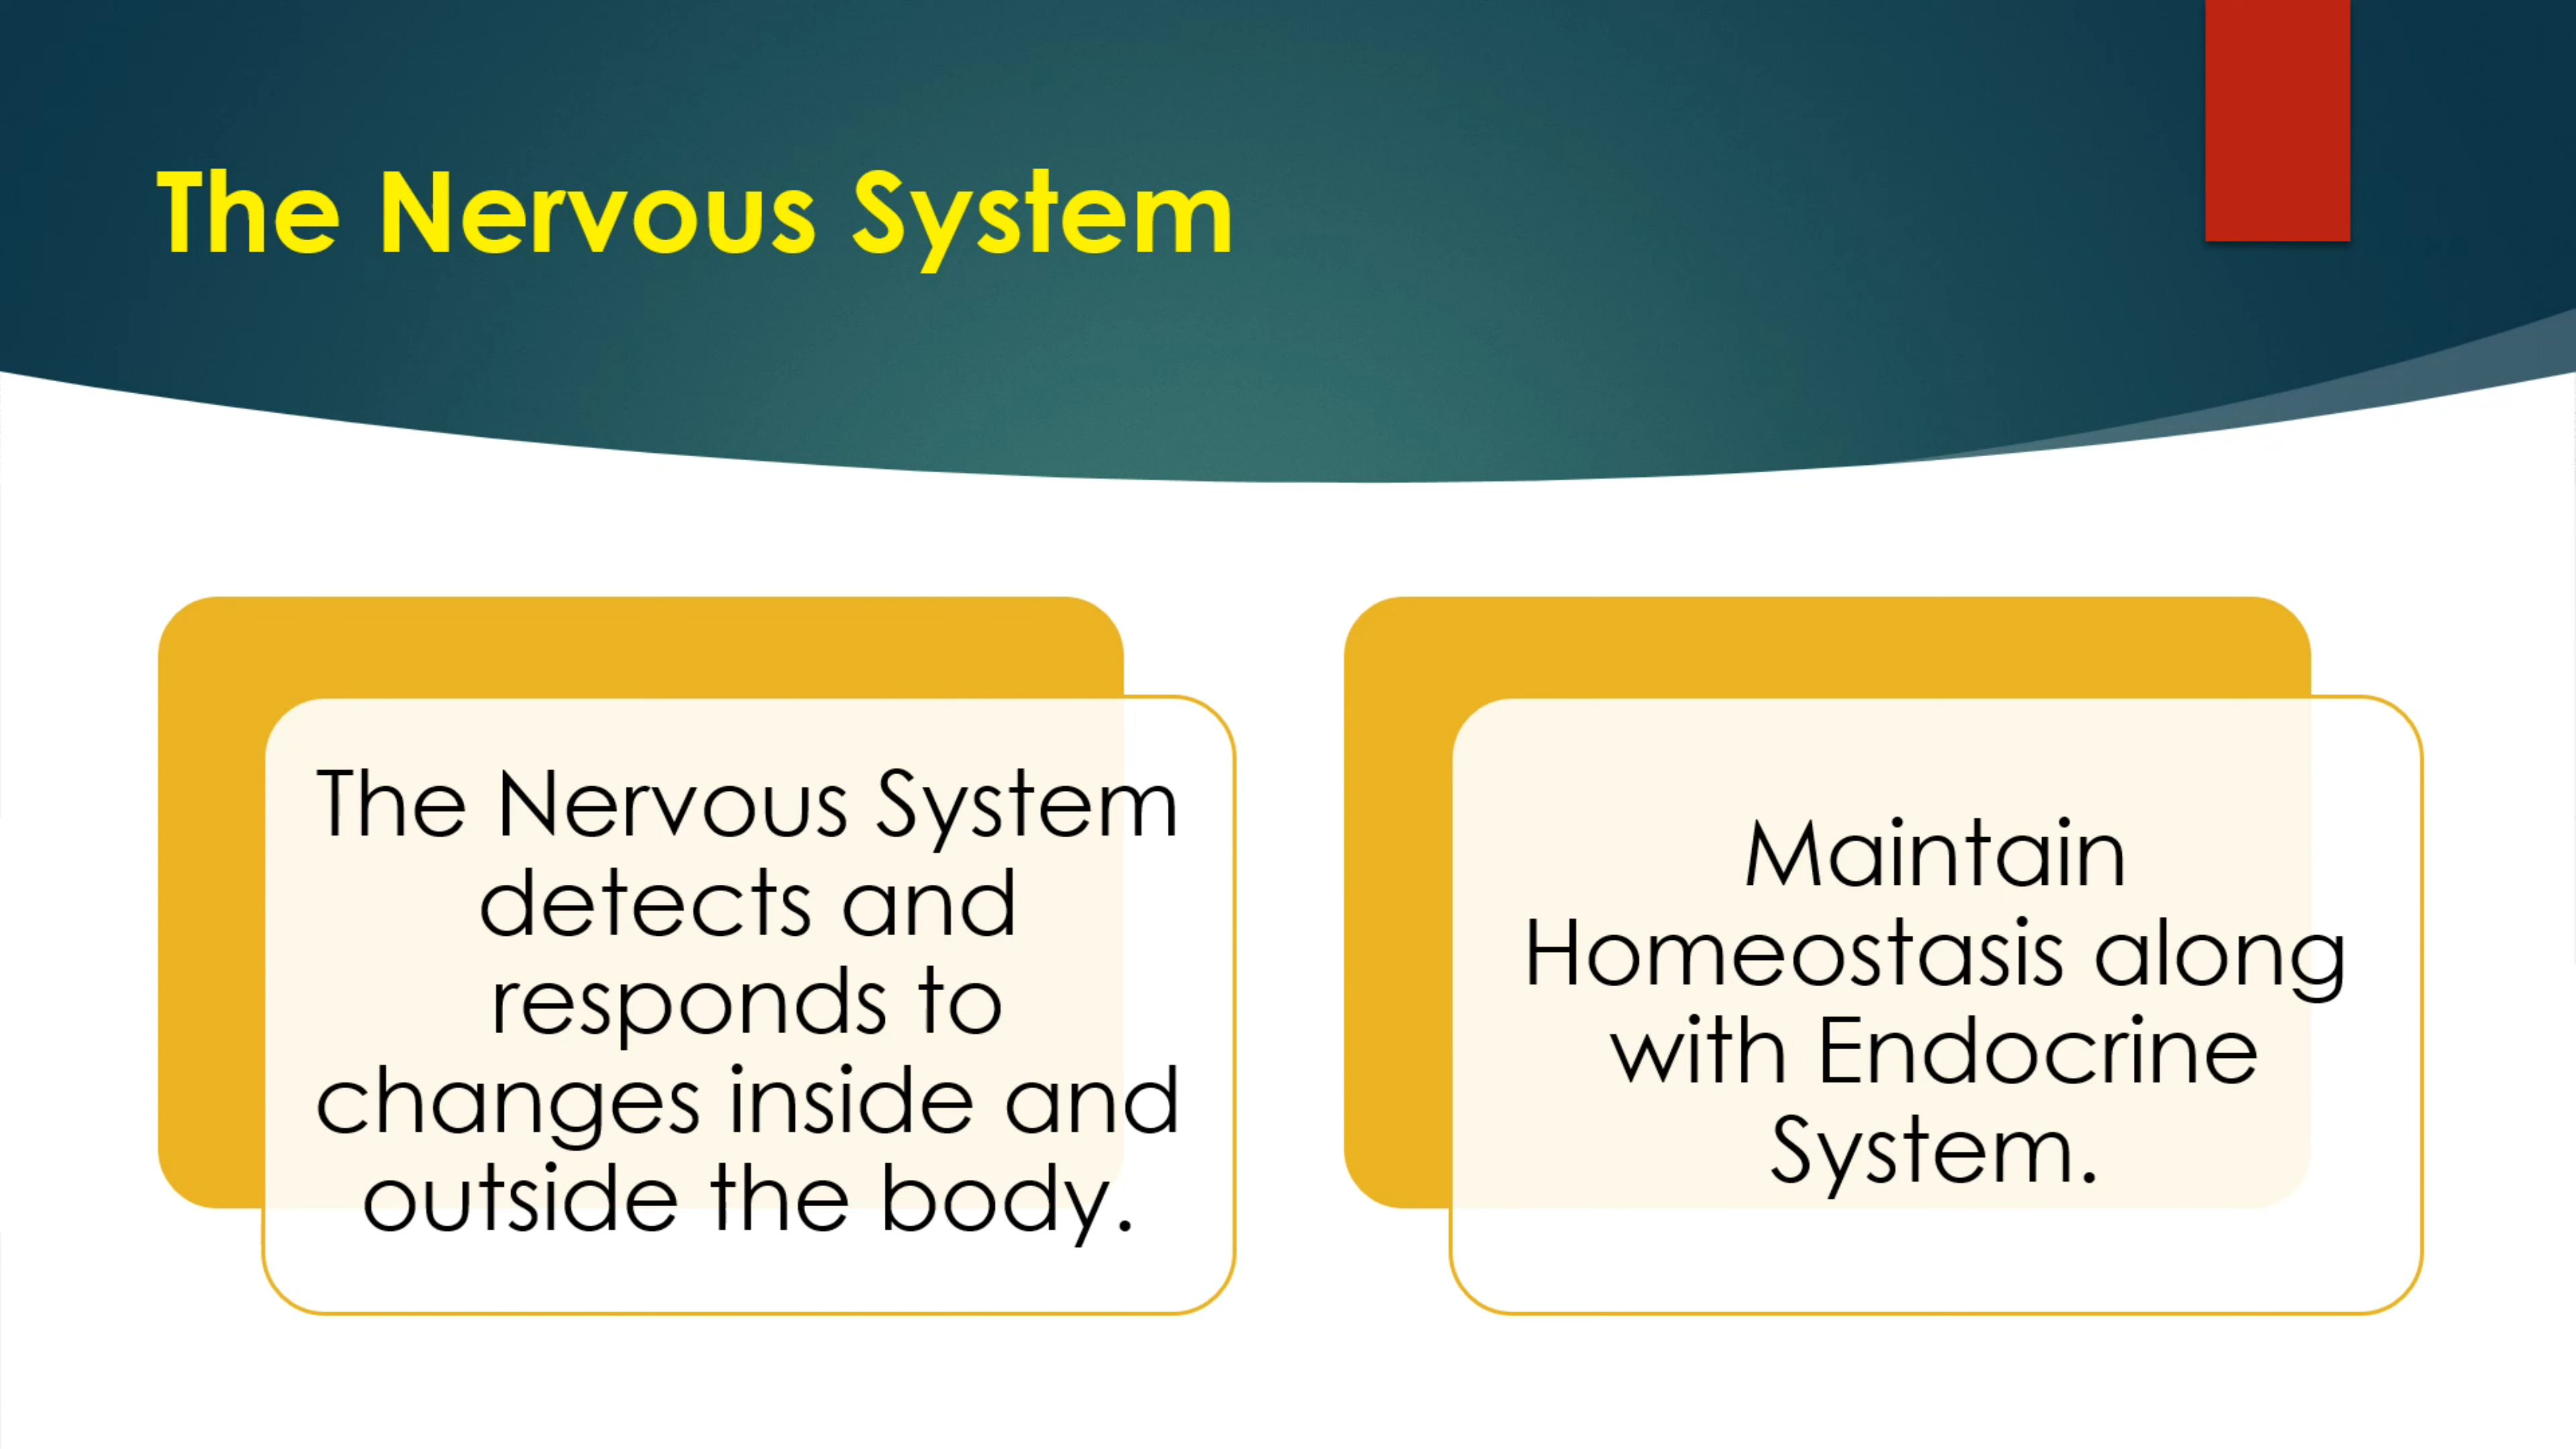 The Nervous System
The Nervous System
detects and
responds to
changes inside and
outside the body.
Maintain
Homeostasis along
with Endocrine
System.